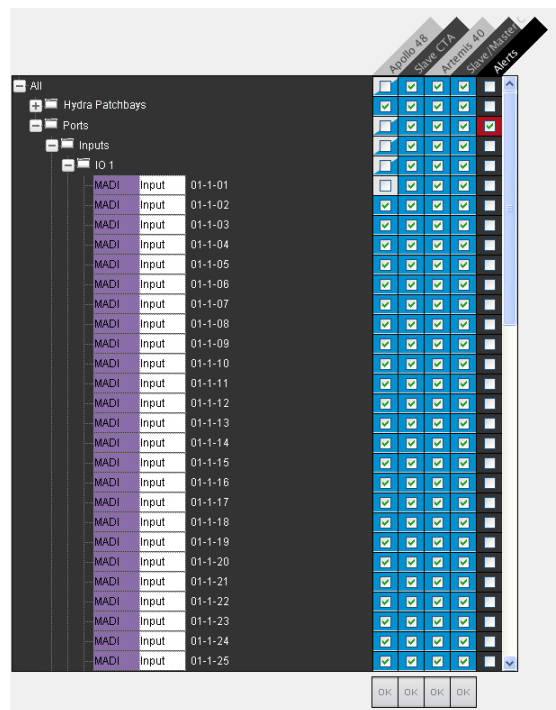 Apollo 48
Slave CTA
Artemis 40
Slave/Master
Alerts
All
Hydra Patchbays
Ports
Inputs
IO 1
MADI Input 01-1-01
MADI Input 01-1-02
MADI Input 01-1-03
MADI Input 01-1-04
MADI Input 01-1-05
MADI Input 01-1-06
MADI Input 01-1-07
MADI Input 01-1-08
MADI Input 01-1-09
MADI Input 01-1-10
MADI Input 01-1-11
MADI Input 01-1-12
MADI Input 01-1-13
MADI Input 01-1-14
MADI Input 01-1-15
MADI Input 01-1-16
MADI Input 01-1-17
MADI Input 01-1-18
MADI Input 01-1-19
MADI Input 01-1-20
MADI Input 01-1-21
MADI Input 01-1-22
MADI Input 01-1-23
MADI Input 01-1-24
MADI Input 01-1-25
OK OK OK OK